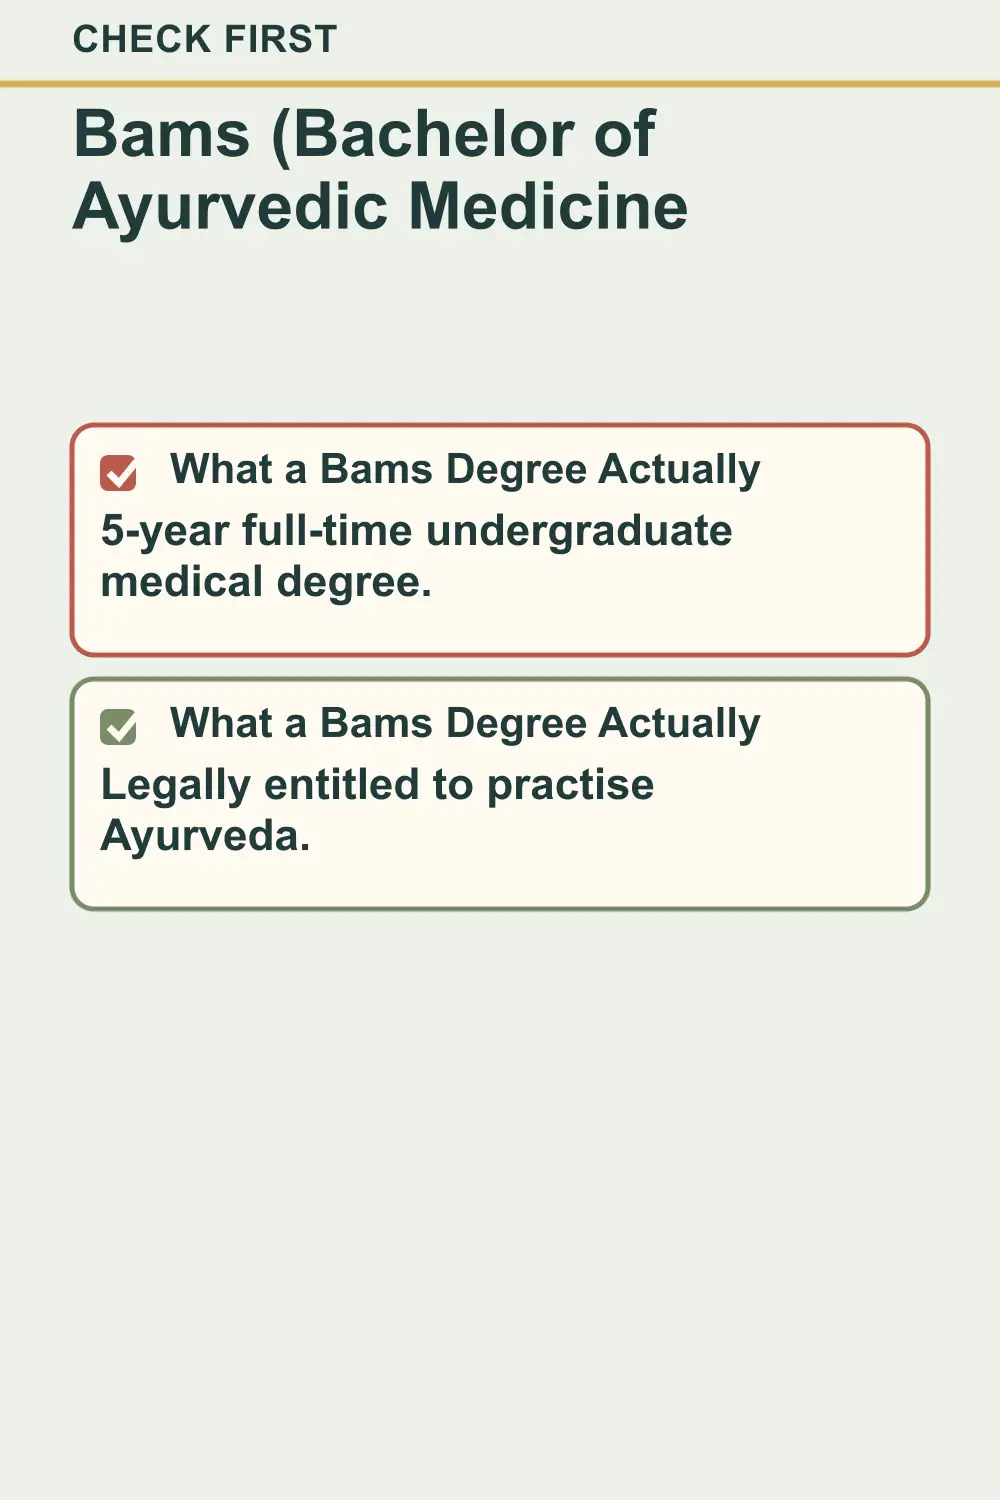 CHECK FIRST
Bams (Bachelor of
Ayurvedic Medicine
What a Bams Degree Actually
5-year full-time undergraduate
medical degree.
What a Bams Degree Actually
Legally entitled to practise
Ayurveda.